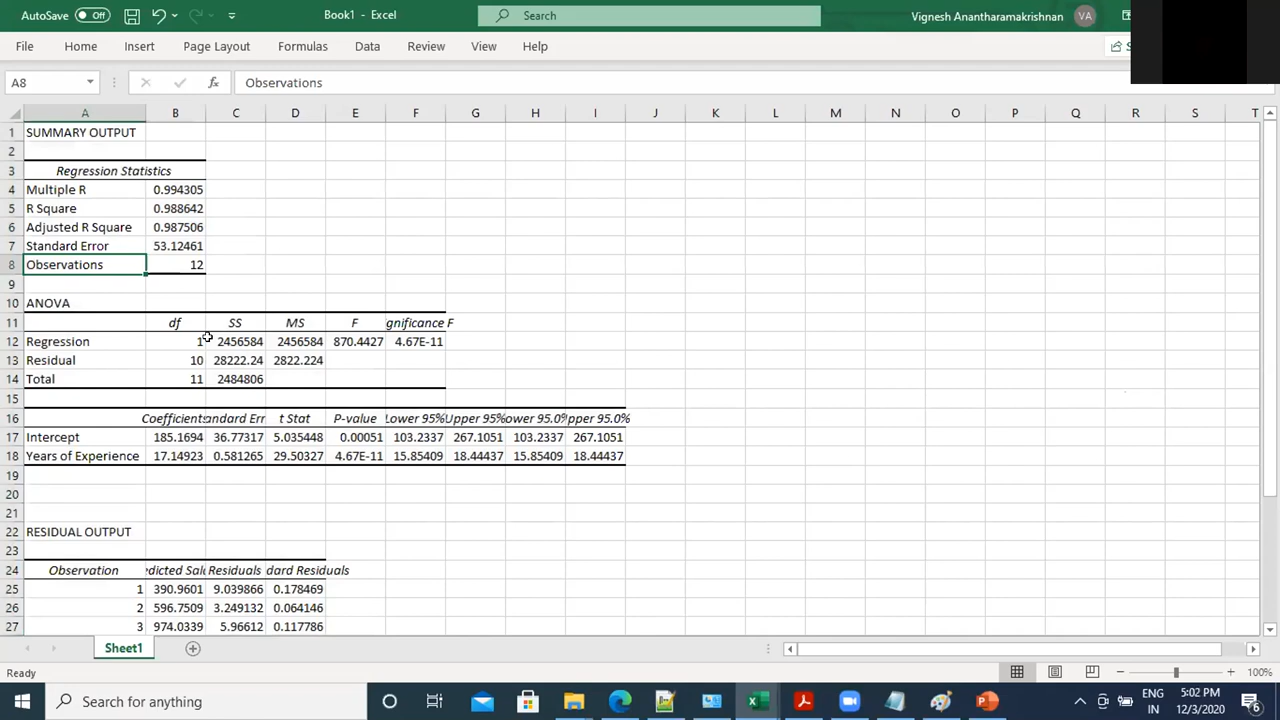 AutoSave Off Book1 - Excel Search Vignesh Anantharamakrishnan VA
File Home Insert Page Layout Formulas Data Review View Help
A8 fx Observations
A B C D E F G H I J K L M N O P Q R S T
1 SUMMARY OUTPUT
2
3 Regression Statistics
4 Multiple R 0.994305
5 R Square 0.988642
6 Adjusted R Square 0.987506
7 Standard Error 53.12461
8 Observations 12
9
10 ANOVA
11 df SS MS F gnificance F
12 Regression 1 2456584 2456584 870.4427 4.67E-11
13 Residual 10 28222.24 2822.224
14 Total 11 2484806
15
16 Coefficients andard Err t Stat P-value Lower 95% Upper 95% ower 95.0% pper 95.0%
17 Intercept 185.1694 36.77317 5.035448 0.00051 103.2337 267.1051 103.2337 267.1051
18 Years of Experience 17.14923 0.581265 29.50327 4.67E-11 15.85409 18.44437 15.85409 18.44437
19
20
21
22 RESIDUAL OUTPUT
23
24 Observation edicted Sala Residuals dard Residuals
25 1 390.9601 9.039866 0.178469
26 2 596.7509 3.249132 0.064146
27 3 974.0339 5.96612 0.117786
Sheet1
Ready 100%
Search for anything ENG 5:02 PM
IN 12/3/2020 6